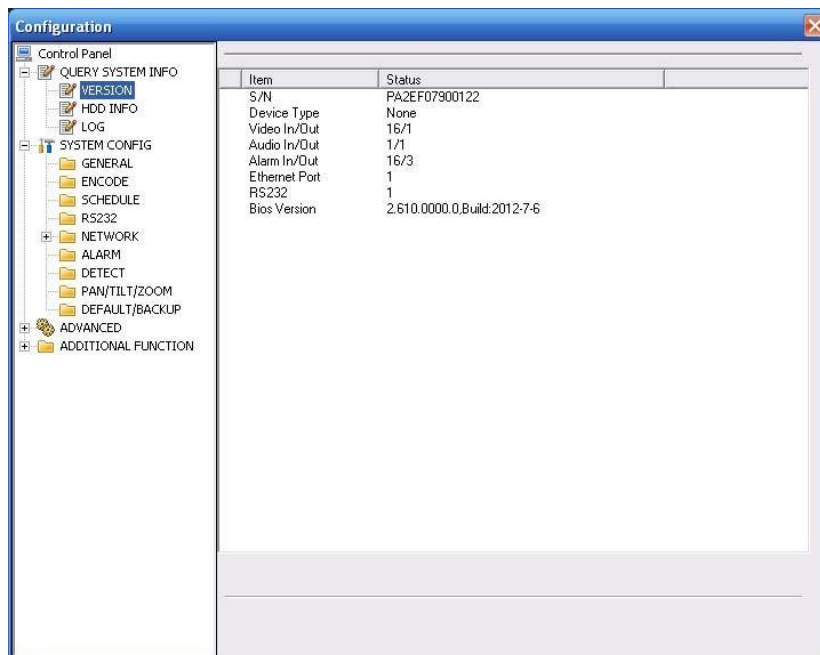 Configuration
Control Panel
QUERY SYSTEM INFO
VERSION
HDD INFO
LOG
SYSTEM CONFIG
GENERAL
ENCODE
SCHEDULE
RS232
NETWORK
ALARM
DETECT
PAN/TILT/ZOOM
DEFAULT/BACKUP
ADVANCED
ADDITIONAL FUNCTION
Item Status
S/N PA2EF07900122
Device Type None
Video In/Out 16/1
Audio In/Out 1/1
Alarm In/Out 16/3
Ethernet Port 1
RS232 1
Bios Version 2.610.0000.0,Build:2012-7-6